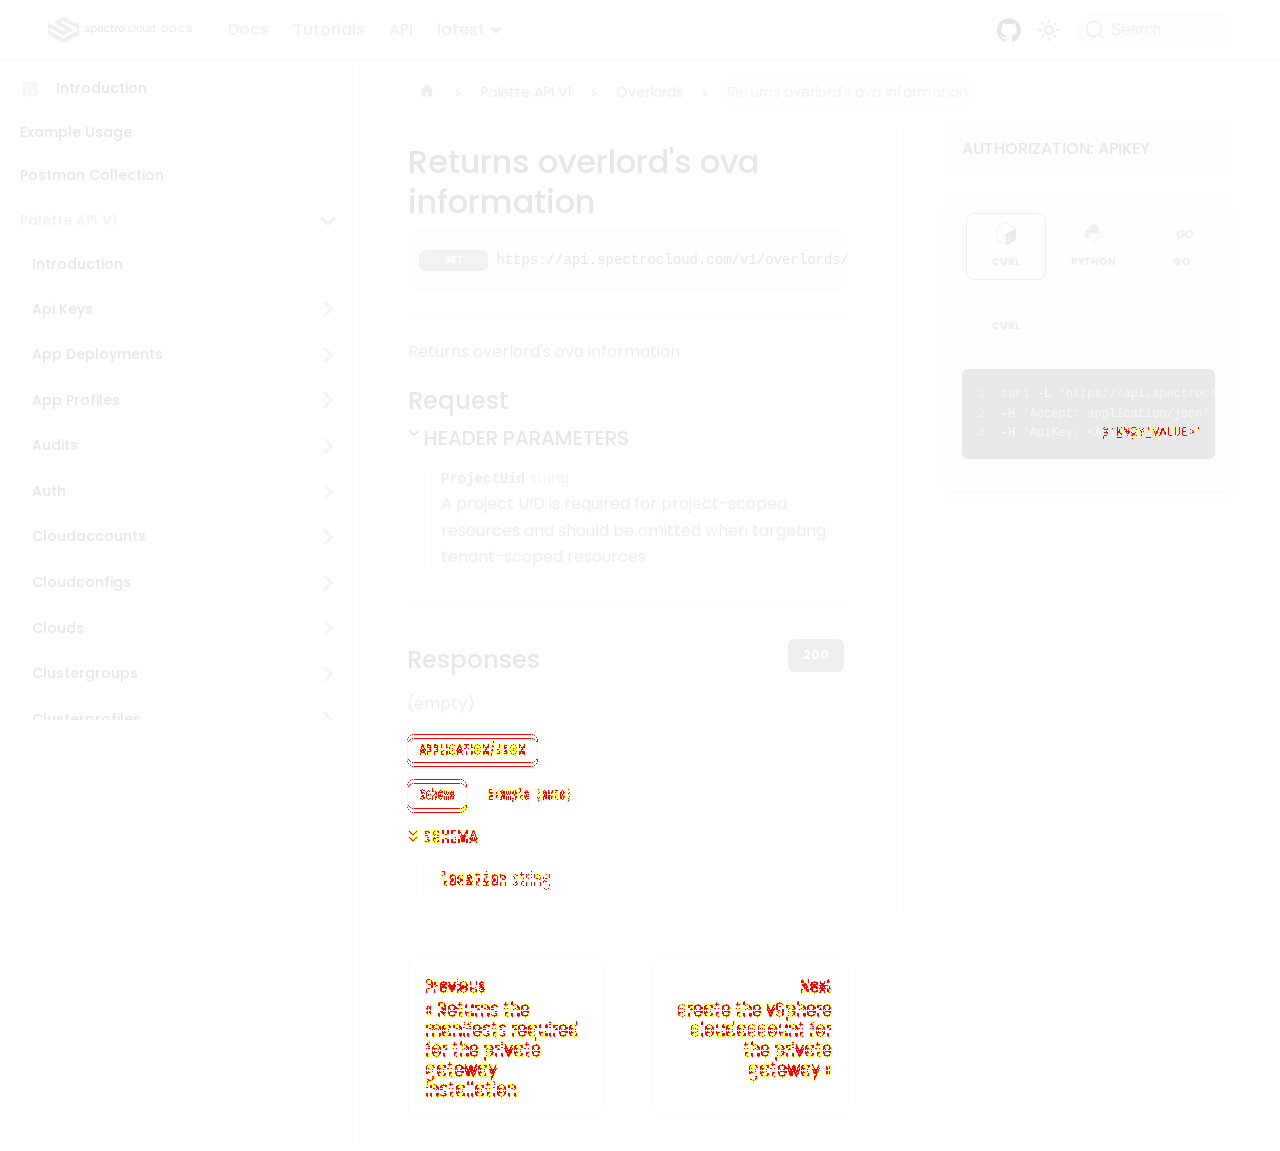 spectro cloud DOCS
Docs Tutorials API latest
Search
Introduction
Example Usage
Postman Collection
Palette API V1
Introduction
Api Keys
App Deployments
App Profiles
Audits
Auth
Cloudaccounts
Cloudconfigs
Clouds
Clustergroups
Clusterprofiles
Palette API V1 > Overlords > Returns overlord's ova information
Returns overlord's ova
information
GET https://api.spectrocloud.com/v1/overlords/
Returns overlord's ova information
Request
HEADER PARAMETERS
ProjectUid string
A project UID is required for project-scoped
resources and should be omitted when targeting
tenant-scoped resources
Responses
200
(empty)
APPLICATION/JSON
Schema Example (auto)
SCHEMA
location string
Previous
« Returns the
manifests required
for the private
gateway
installation
Next
create the vSphere
cloudaccount for
the private
gateway »
AUTHORIZATION: APIKEY
CURL PYTHON GO
-GO
CURL
1 curl -L 'https://api.spectrocl
2 -H 'Accept: application/json'
3 -H 'ApiKey: VALUE>'